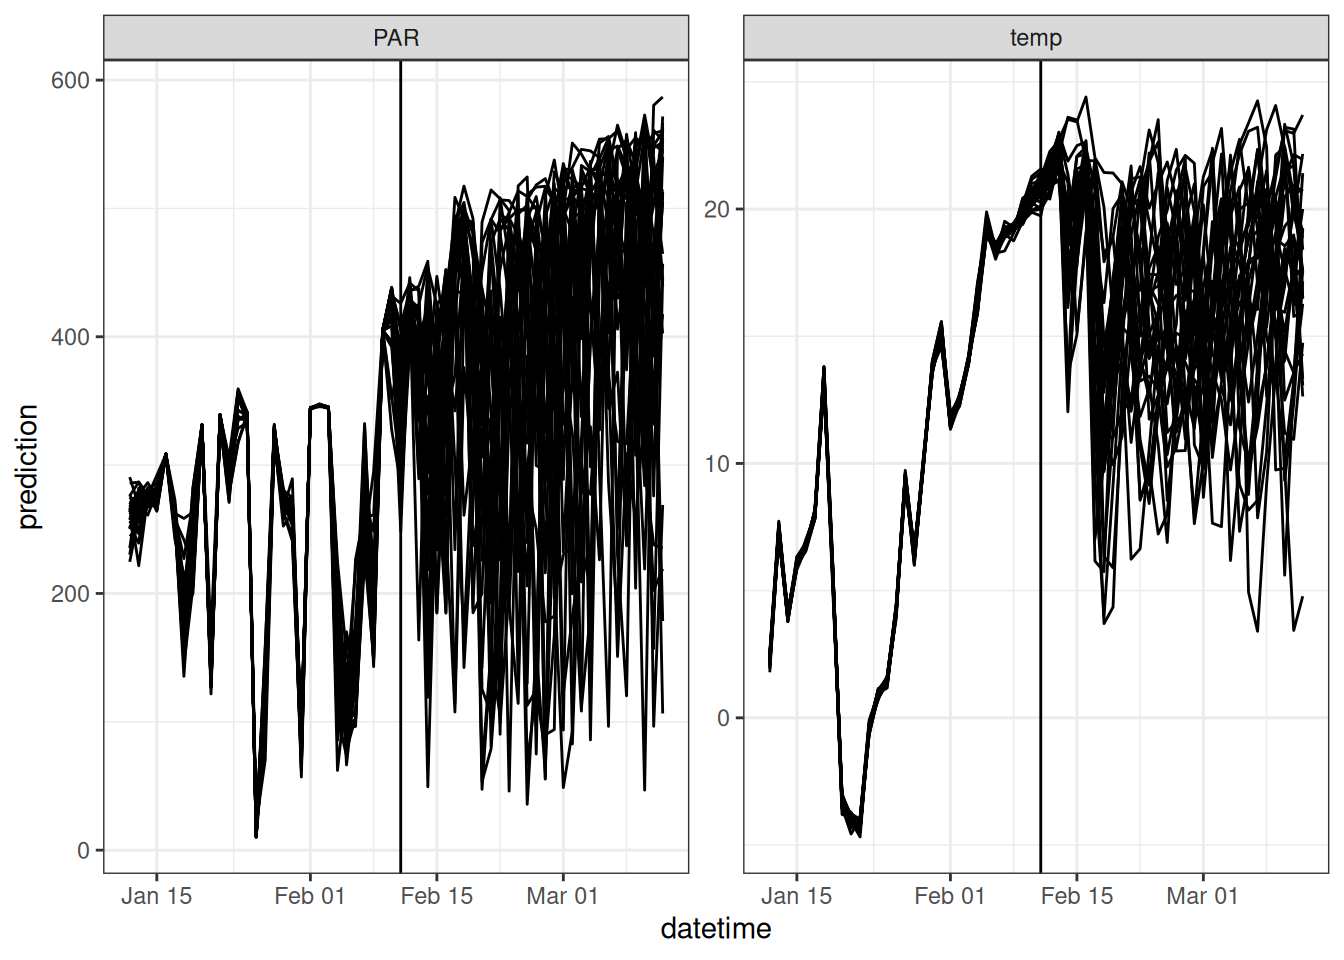 PAR
temp
prediction
600
400
200
0
20
10
0
Jan 15
Feb 01
Feb 15
Mar 01
Jan 15
Feb 01
Feb 15
Mar 01
datetime